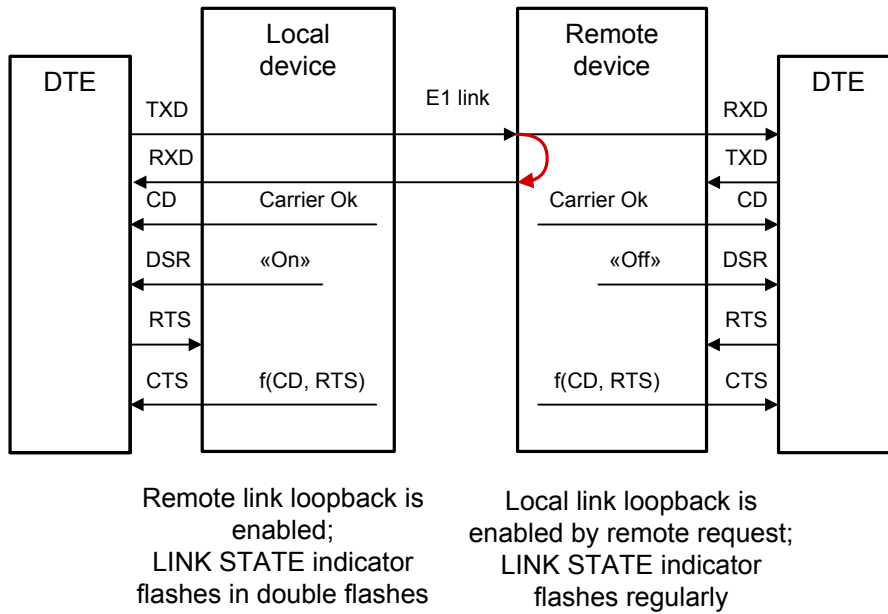 Local
device
Remote
device
DTE
DTE
TXD
E1 link
RXD
RXD
TXD
CD
Carrier Ok
Carrier Ok
CD
DSR
«On»
«Off»
DSR
RTS
RTS
CTS
f(CD, RTS)
f(CD, RTS)
CTS
Remote link loopback is
enabled;
LINK STATE indicator
flashes in double flashes
Local link loopback is
enabled by remote request;
LINK STATE indicator
flashes regularly